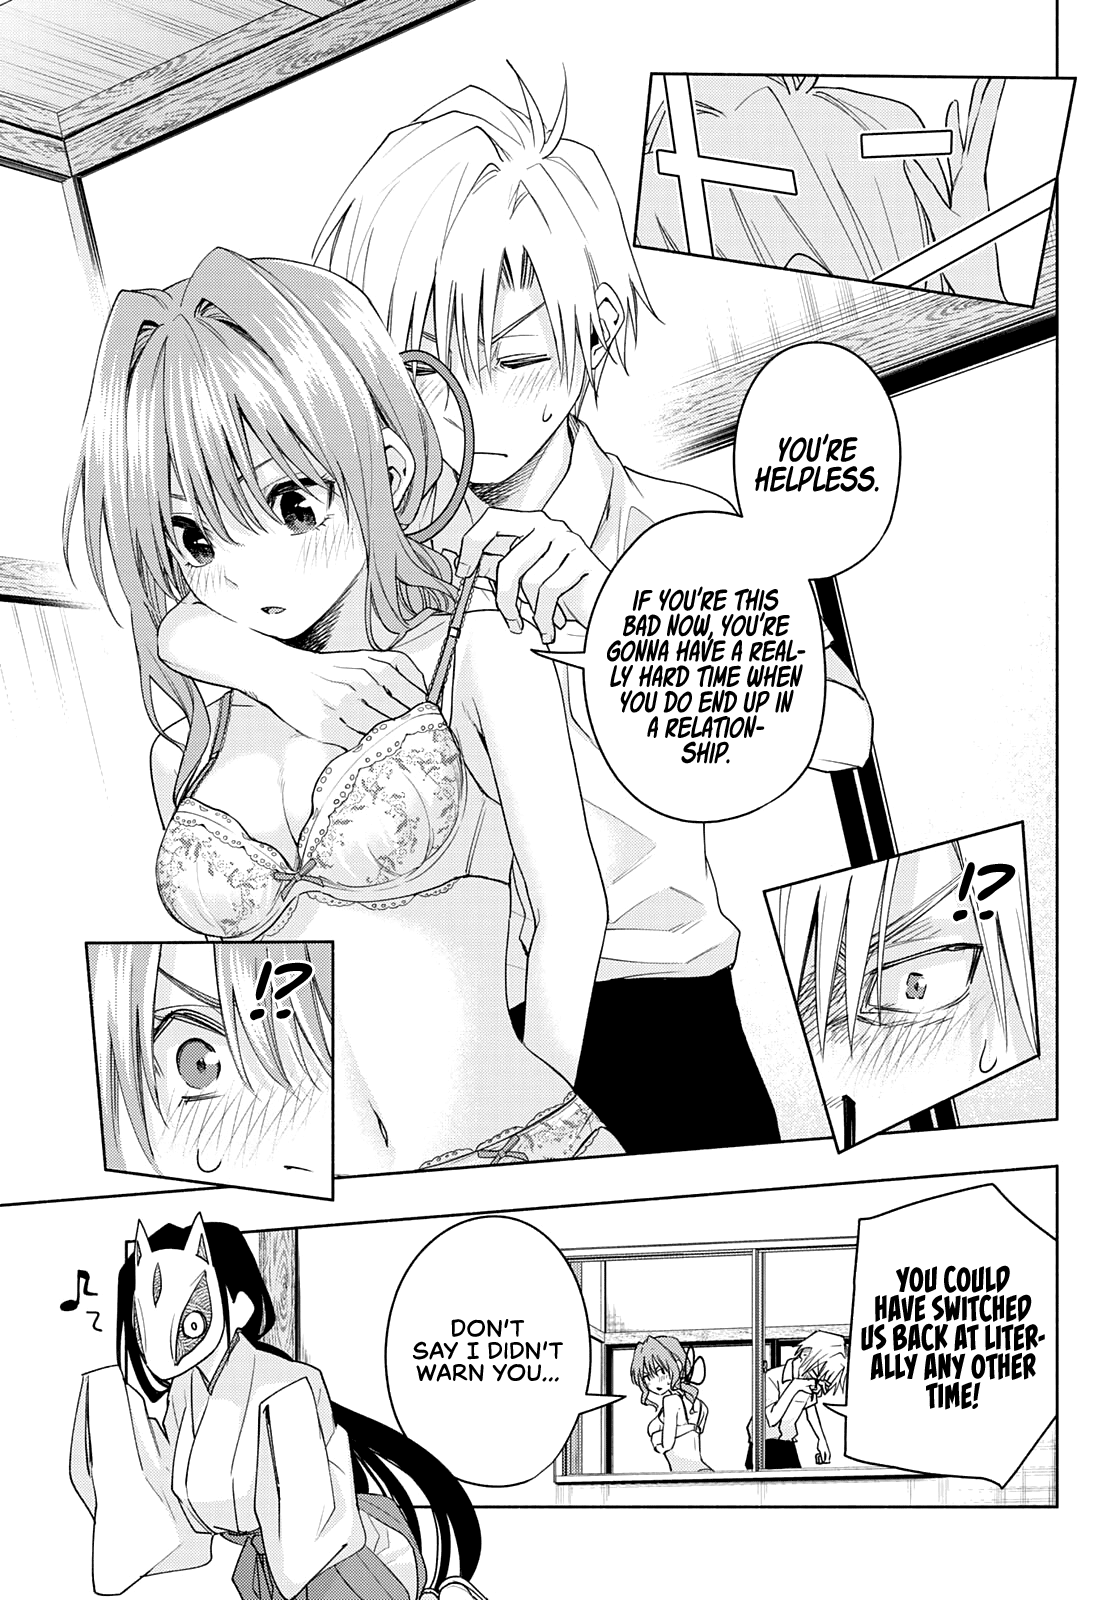 YOU'RE
HELPLESS.
IF YOU'RE THIS
BAD NOW, YOU'RE
GONNA HAVE A REAL-
LY HARD TIME WHEN
YOU DO END UP IN
A RELATION-
SHIP.
!?
!?
YOU COULD
HAVE SWITCHED
US BACK AT LITER-
ALLY ANY OTHER
TIME!
DON'T
SAY I DIDN'T
WARN YOU...